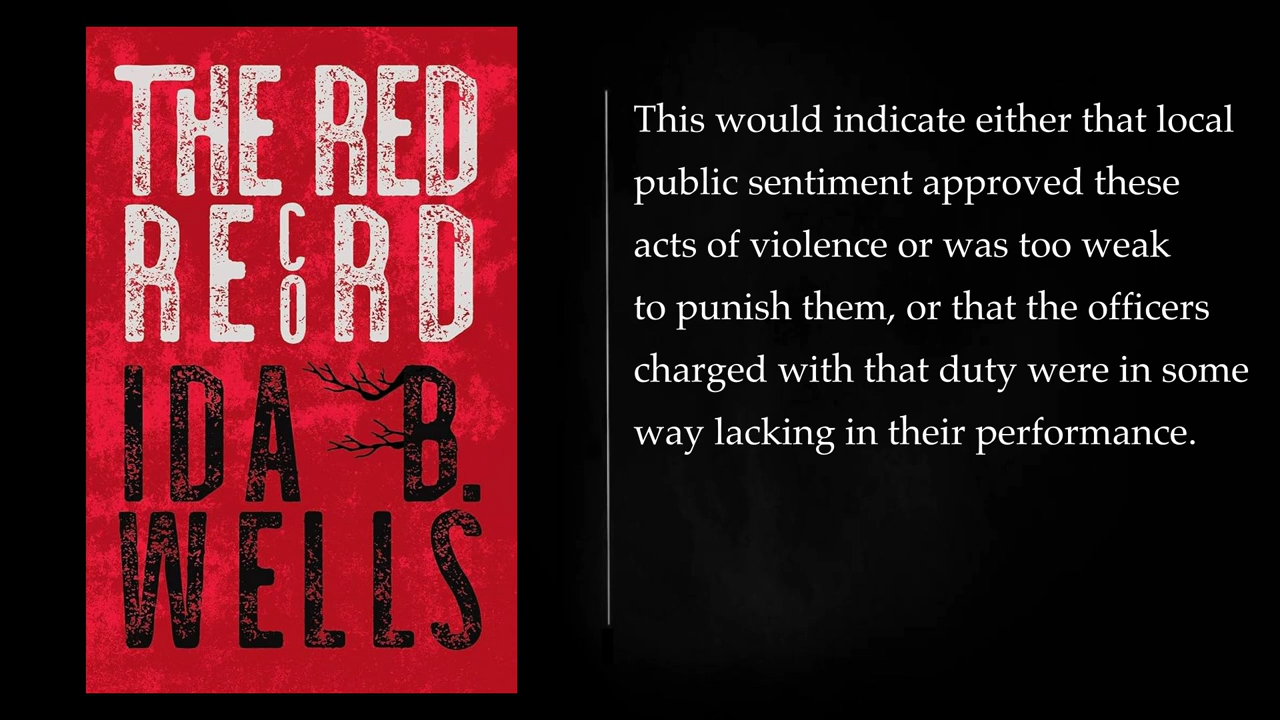 THE RED
RECORD
IDA B.
WELLS
This would indicate either that local
public sentiment approved these
acts of violence or was too weak
to punish them, or that the officers
charged with that duty were in some
way lacking in their performance.